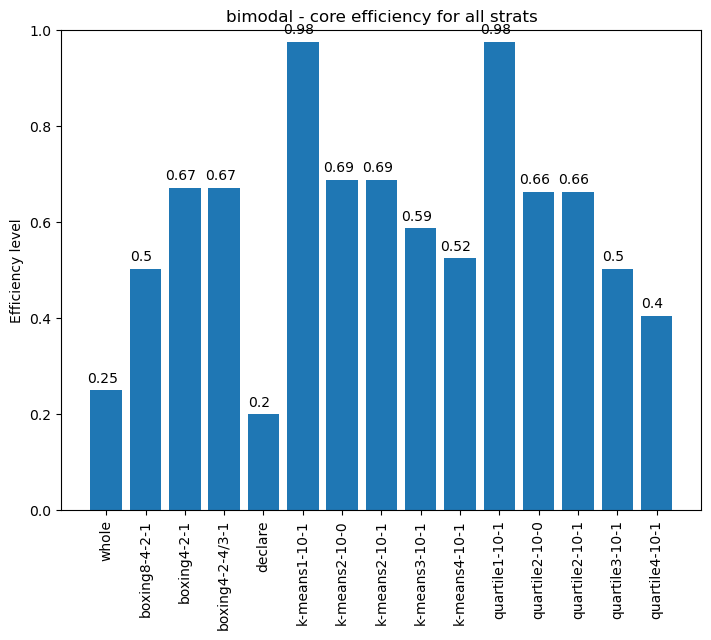 bimodal - core efficiency for all strats
Efficiency level
1.0
0.8
0.6
0.4
0.2
0.0
0.25
0.5
0.67
0.67
0.2
0.98
0.69
0.69
0.59
0.52
0.98
0.66
0.66
0.5
0.4
whole
boxing8-4-2-1
boxing4-2-1
boxing4-2-4/3-1
declare
k-means1-10-1
k-means2-10-0
k-means2-10-1
k-means3-10-1
k-means4-10-1
quartile1-10-1
quartile2-10-0
quartile2-10-1
quartile3-10-1
quartile4-10-1